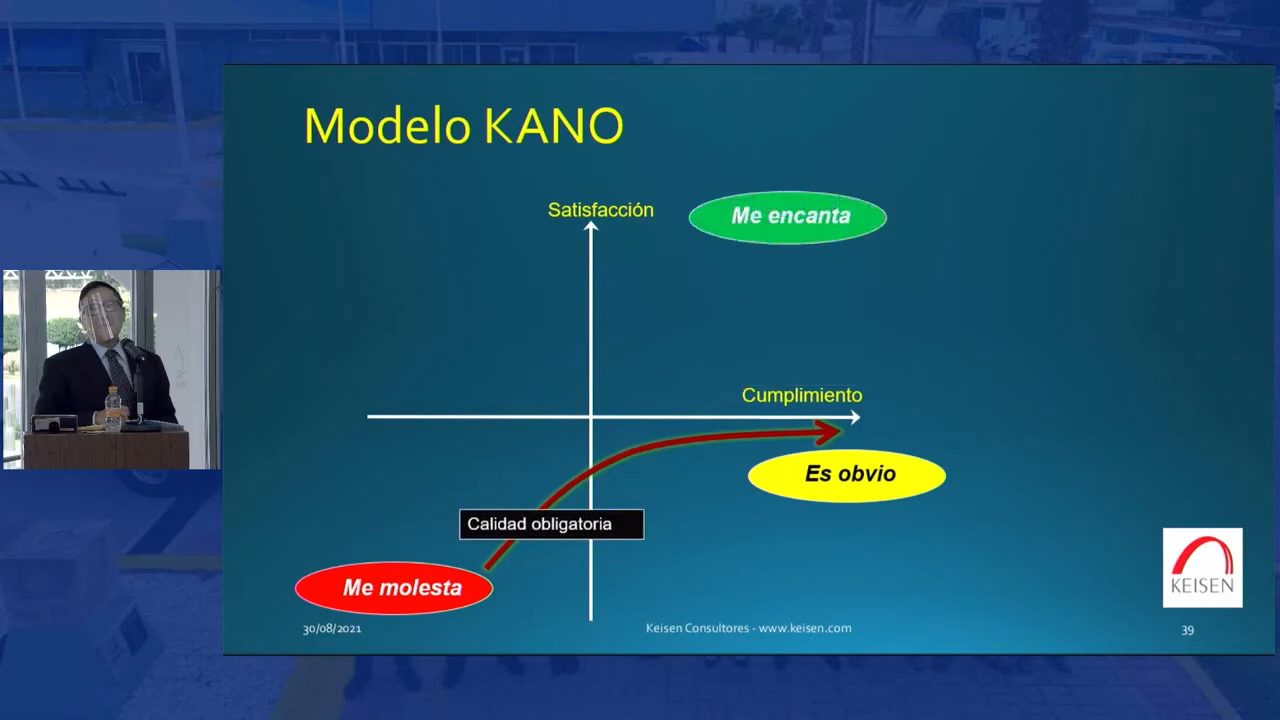 Modelo KANO
Satisfacción
Me encanta
Cumplimiento
Es obvio
Calidad obligatoria
Me molesta
KEISEN
30/08/2021
Keisen Consultores - www.keisen.com
39